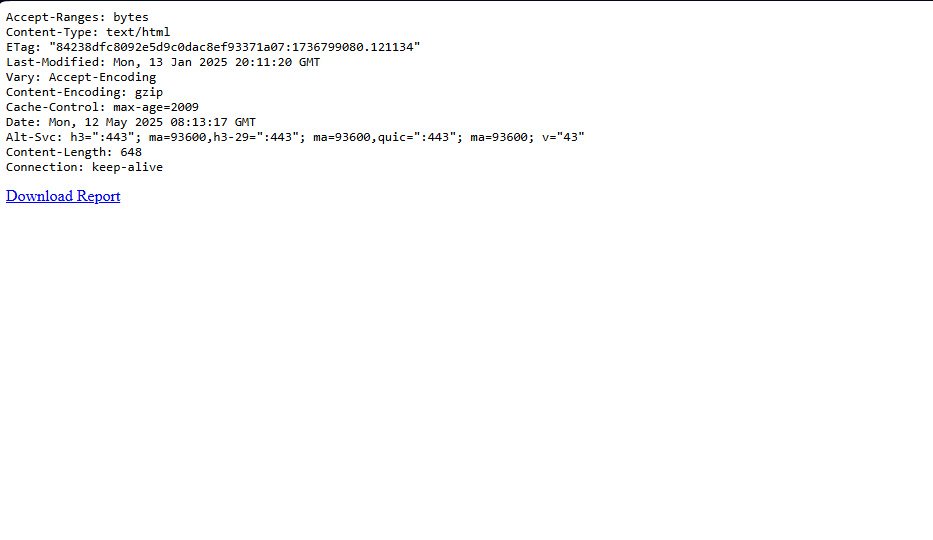 Accept-Ranges: bytes
Content-Type: text/html
ETag: "84238dfc8092e5d9c0dac8ef93371a07:1736799080.121134"
Last-Modified: Mon, 13 Jan 2025 20:11:20 GMT
Vary: Accept-Encoding
Content-Encoding: gzip
Cache-Control: max-age=2009
Date: Mon, 12 May 2025 08:13:17 GMT
Alt-Svc: h3=":443"; ma=93600,h3-29=":443"; ma=93600,quic=":443"; ma=93600; v="43"
Content-Length: 648
Connection: keep-alive
Download Report